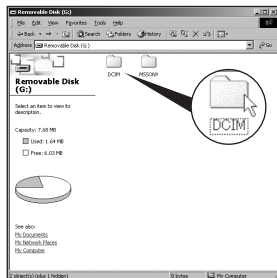 Removable Disk (G:)
File Edit View Favorites Tools Help
Back Search Folders History
Address Removable Disk (G:) Go
Removable Disk
(G:)
Select an item to view its
description.
Capacity: 7.68 MB
Used: 1.64 MB
Free: 6.03 MB
See also:
My Documents
My Network Places
My Computer
DCIM
MSSONY
DCIM
2 object(s) (plus 1 hidden) 0 bytes My Computer